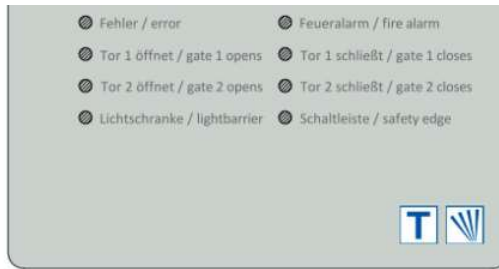 Fehler / error
Feueralarm / fire alarm
Tor 1 öffnet / gate 1 opens
Tor 1 schließt / gate 1 closes
Tor 2 öffnet / gate 2 opens
Tor 2 schließt / gate 2 closes
Lichtschranke / lightbarrier
Schaltleiste / safety edge
T